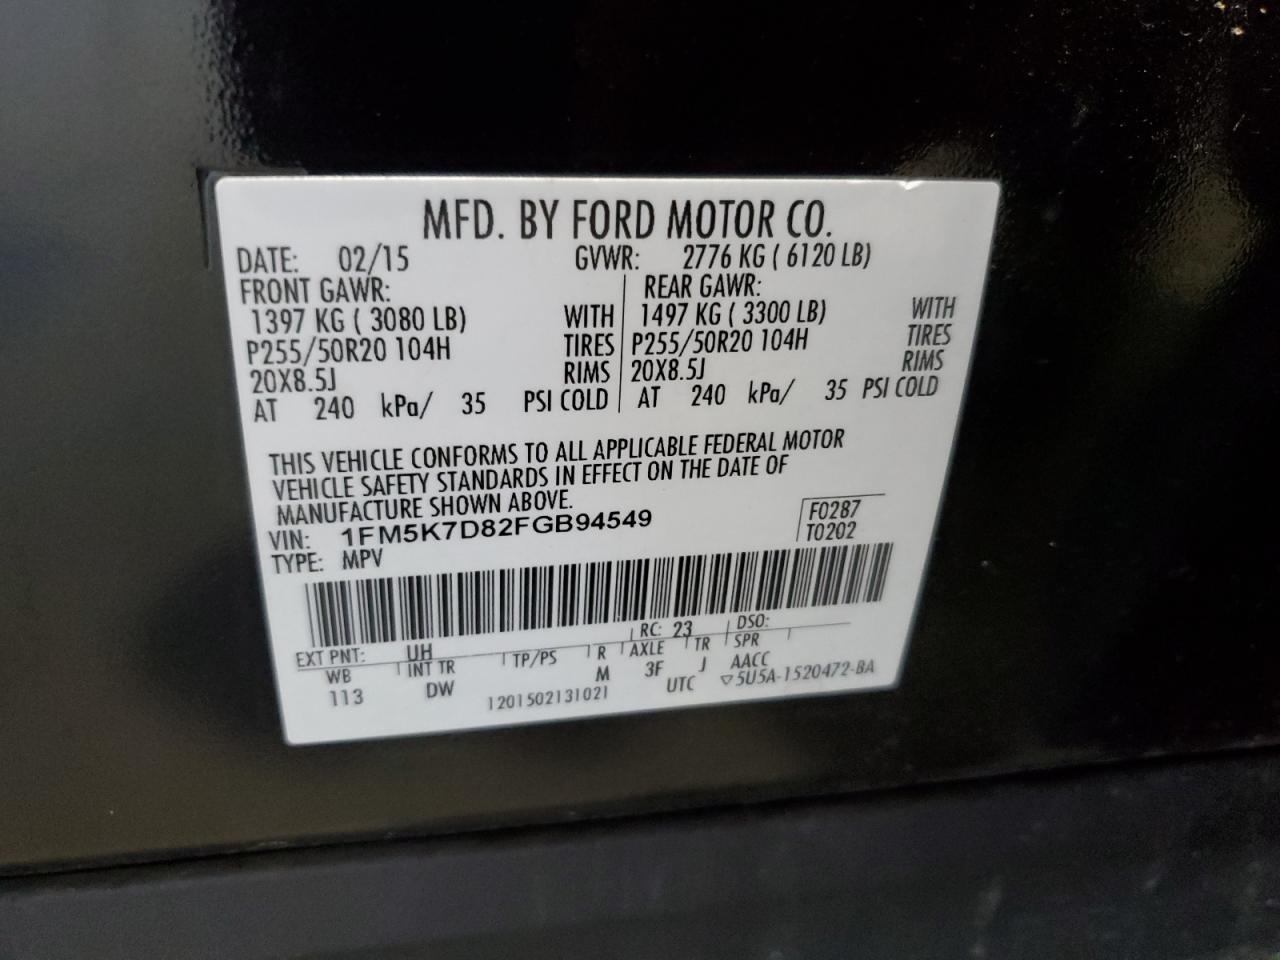 MFD. BY FORD MOTOR CO.
DATE: 02/15 GVWR: 2776 KG ( 6120 LB)
FRONT GAWR: REAR GAWR:
1397 KG ( 3080 LB) WITH 1497 KG ( 3300 LB) WITH
P255/50R20 104H TIRES P255/50R20 104H TIRES
20X8.5J RIMS 20X8.5J RIMS
AT 240 kPa/ 35 PSI COLD AT 240 kPa/ 35 PSI COLD
THIS VEHICLE CONFORMS TO ALL APPLICABLE FEDERAL MOTOR
VEHICLE SAFETY STANDARDS IN EFFECT ON THE DATE OF
MANUFACTURE SHOWN ABOVE.
VIN: 1FM5K7D82FGB94549 F0287
TYPE: MPV T0202
EXT PNT: UH RC: 23 DSO:
WB INT TR TP/PS R AXLE TR SPR
113 DW M 3F J AACC
1201502131021 UTC ▽5U5A-1520472-BA